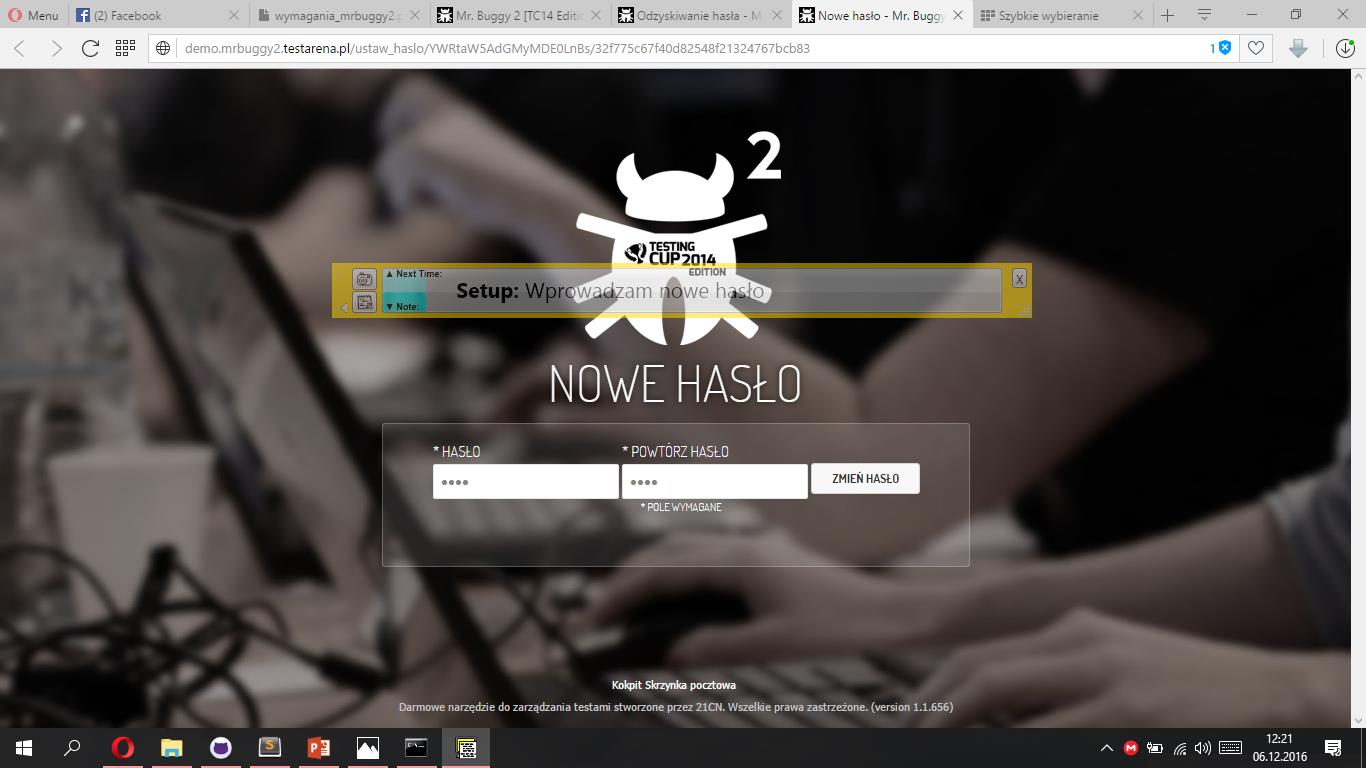 Menu
(2) Facebook
wymagania_mrbuggy2.p
Mr. Buggy 2 [TC14 Editio
Odzyskiwanie hasła - Mr
Nowe hasło - Mr. Buggy
Szybkie wybieranie
demo.mrbuggy2.testarena.pl/ustaw_haslo/YWRtaW5AdGMyMDE0LnBs/32f775c67f40d82548f21324767bcb83
1
2
TESTING
CUP 2014
EDITION
▲ Next Time:
Setup: Wprowadzam nowe hasło
▼ Note:
X
NOWE HASŁO
* HASŁO
* POWTÓRZ HASŁO
ZMIEŃ HASŁO
* POLE WYMAGANE
Kokpit Skrzynka pocztowa
Darmowe narzędzie do zarządzania testami stworzone przez 21CN. Wszelkie prawa zastrzeżone. (version 1.1.656)
12:21
06.12.2016